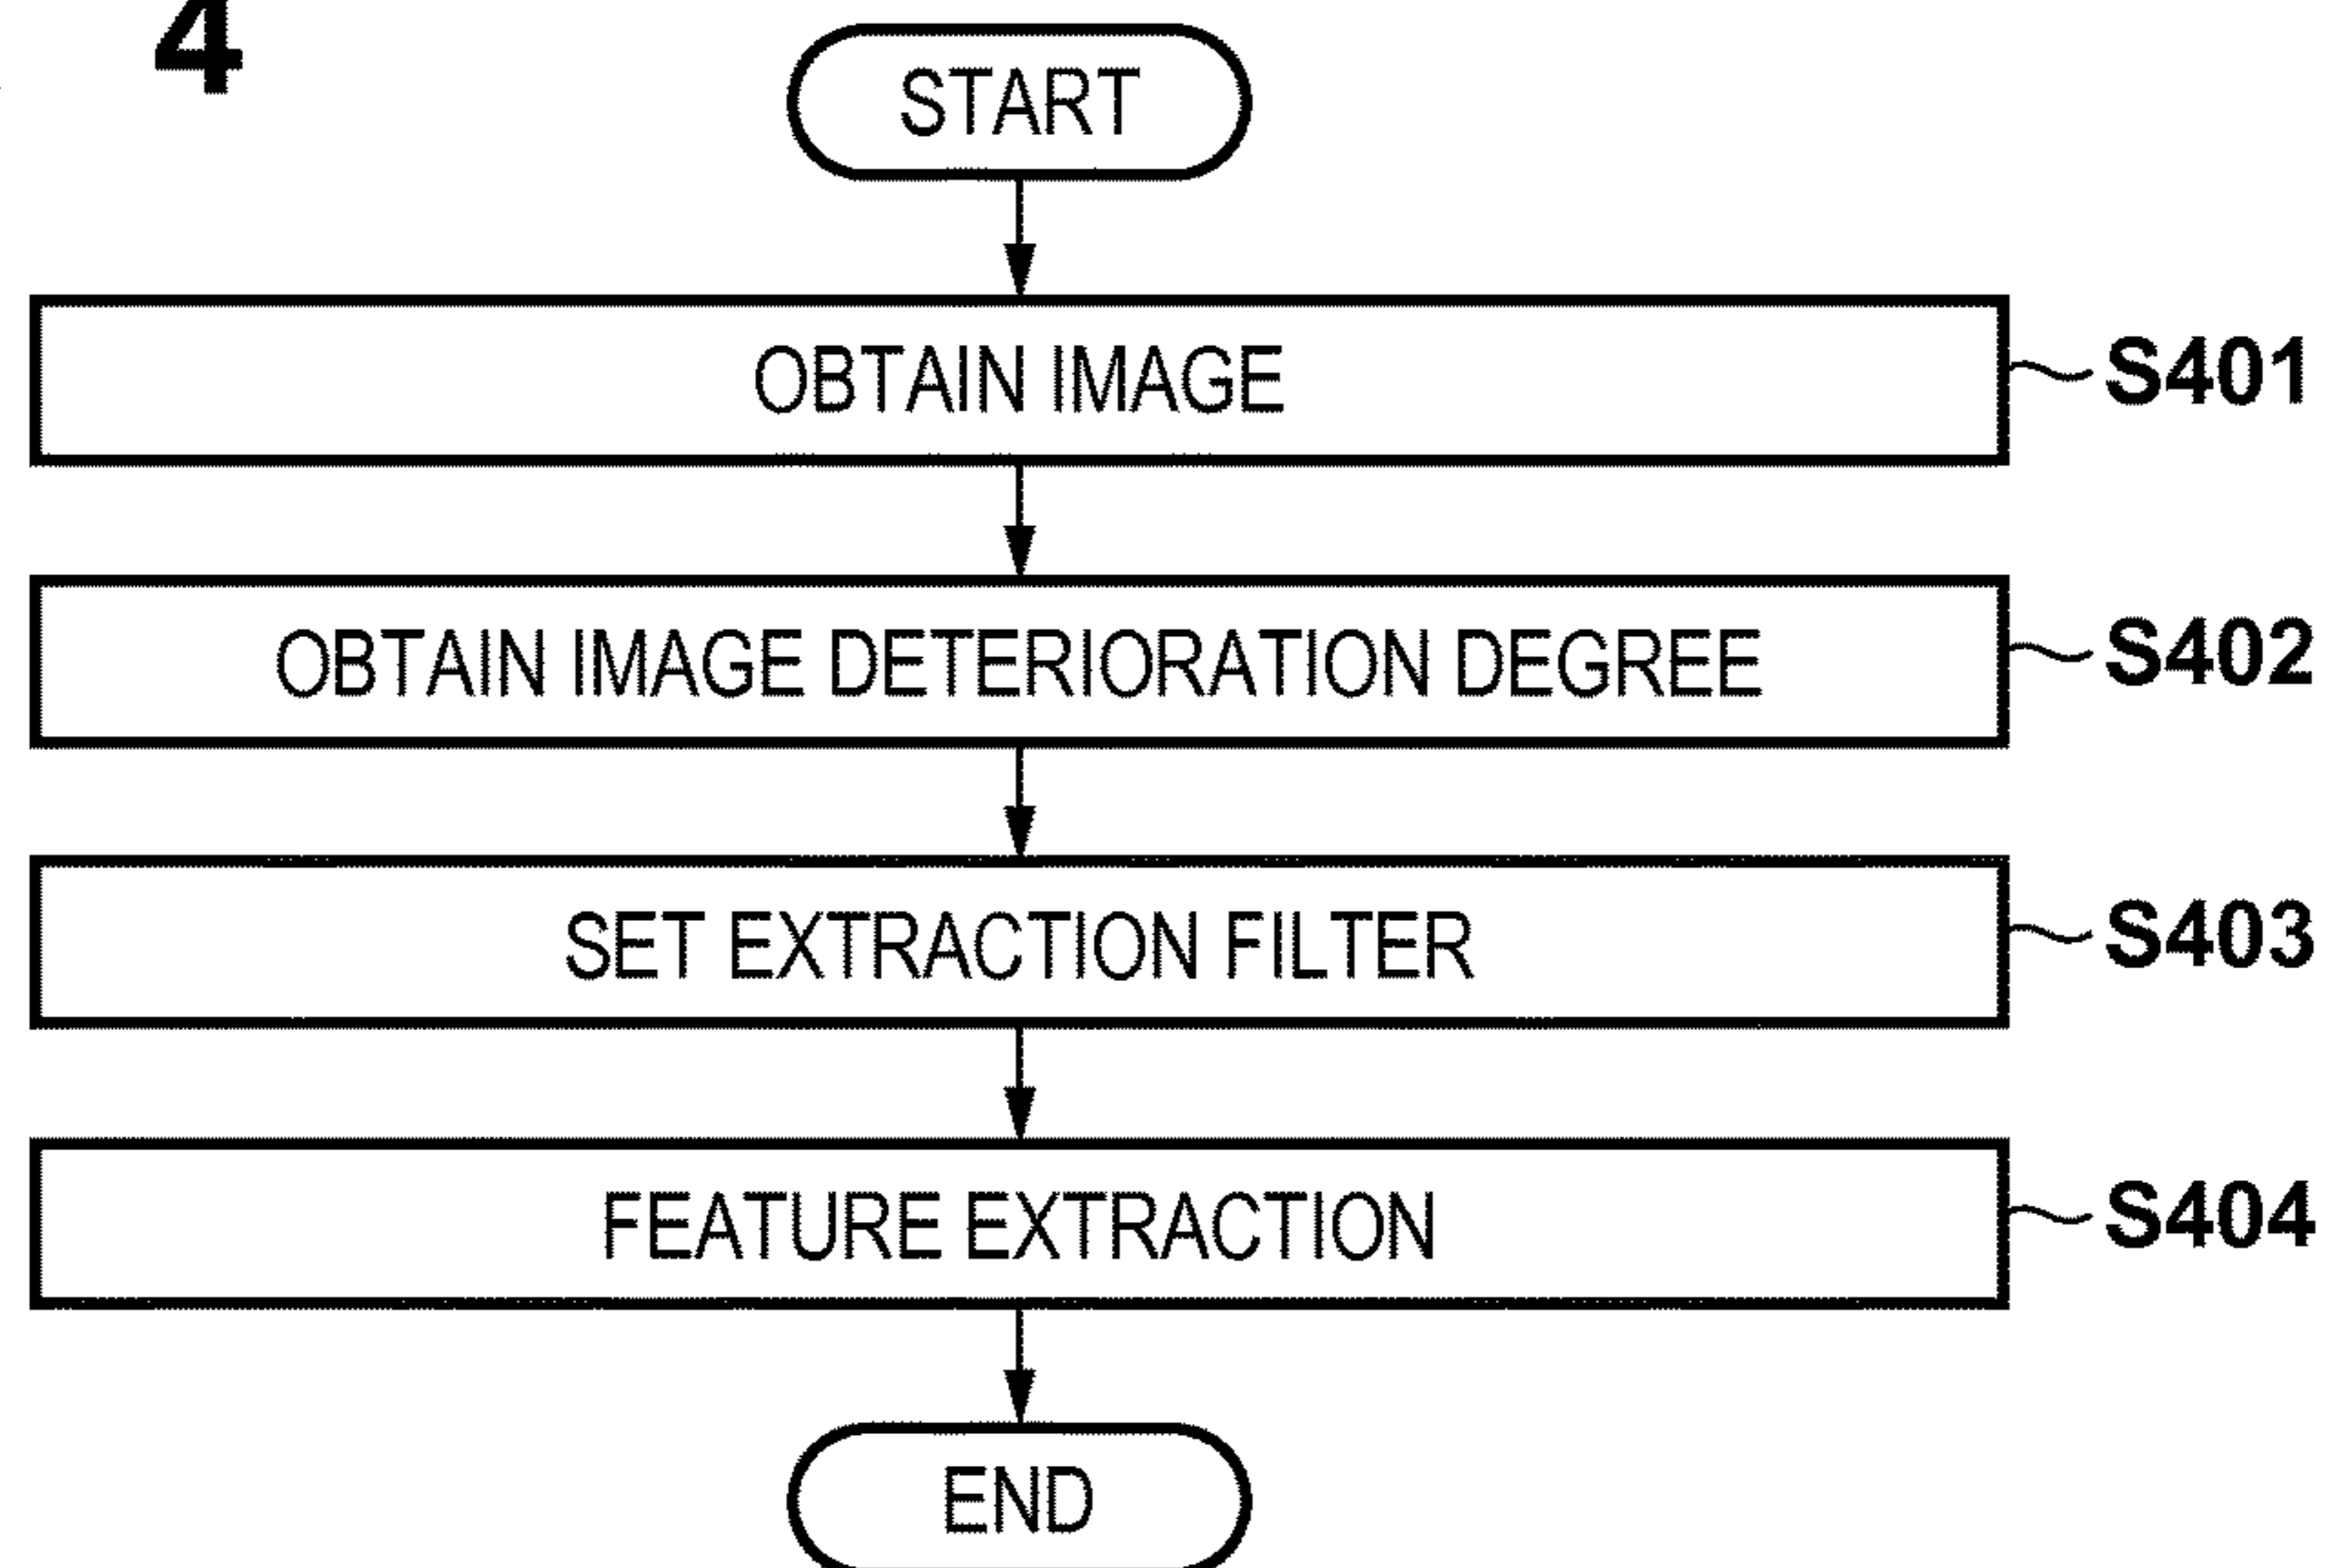 4
START
OBTAIN IMAGE
S401
OBTAIN IMAGE DETERIORATION DEGREE
S402
SET EXTRACTION FILTER
S403
FEATURE EXTRACTION
S404
END